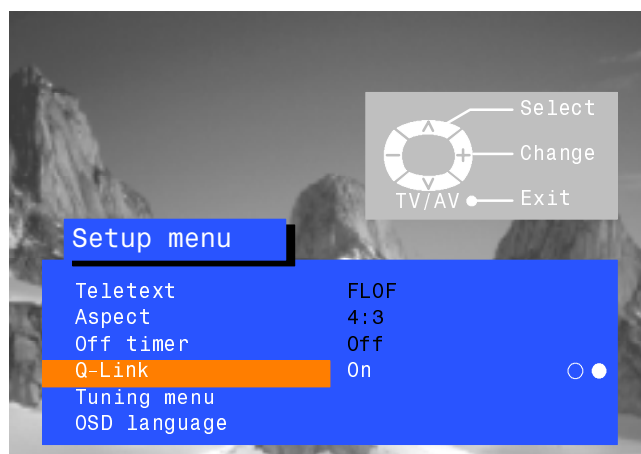 Select
Change
TV/AV Exit
Setup menu
Teletext FLOF
Aspect 4:3
Off timer Off
Q-Link On
Tuning menu
OSD language